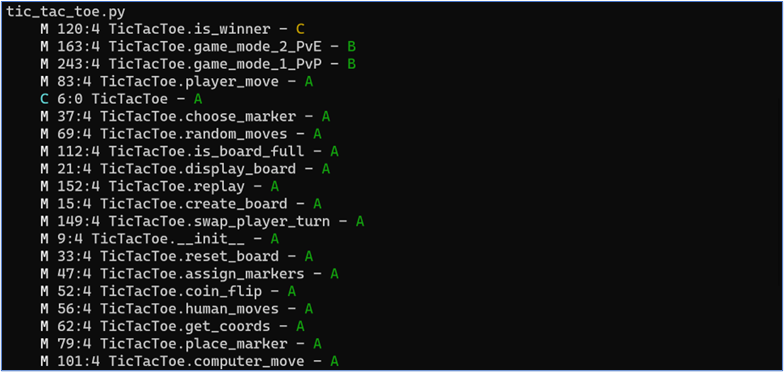 tic_tac_toe.py
M 120:4 TicTacToe.is_winner - C
M 163:4 TicTacToe.game_mode_2_PvE - B
M 243:4 TicTacToe.game_mode_1_PvP - B
M 83:4 TicTacToe.player_move - A
C 6:0 TicTacToe - A
M 37:4 TicTacToe.choose_marker - A
M 69:4 TicTacToe.random_moves - A
M 112:4 TicTacToe.is_board_full - A
M 21:4 TicTacToe.display_board - A
M 152:4 TicTacToe.replay - A
M 15:4 TicTacToe.create_board - A
M 149:4 TicTacToe.swap_player_turn - A
M 9:4 TicTacToe.__init__ - A
M 33:4 TicTacToe.reset_board - A
M 47:4 TicTacToe.assign_markers - A
M 52:4 TicTacToe.coin_flip - A
M 56:4 TicTacToe.human_moves - A
M 62:4 TicTacToe.get_coords - A
M 79:4 TicTacToe.place_marker - A
M 101:4 TicTacToe.computer_move - A